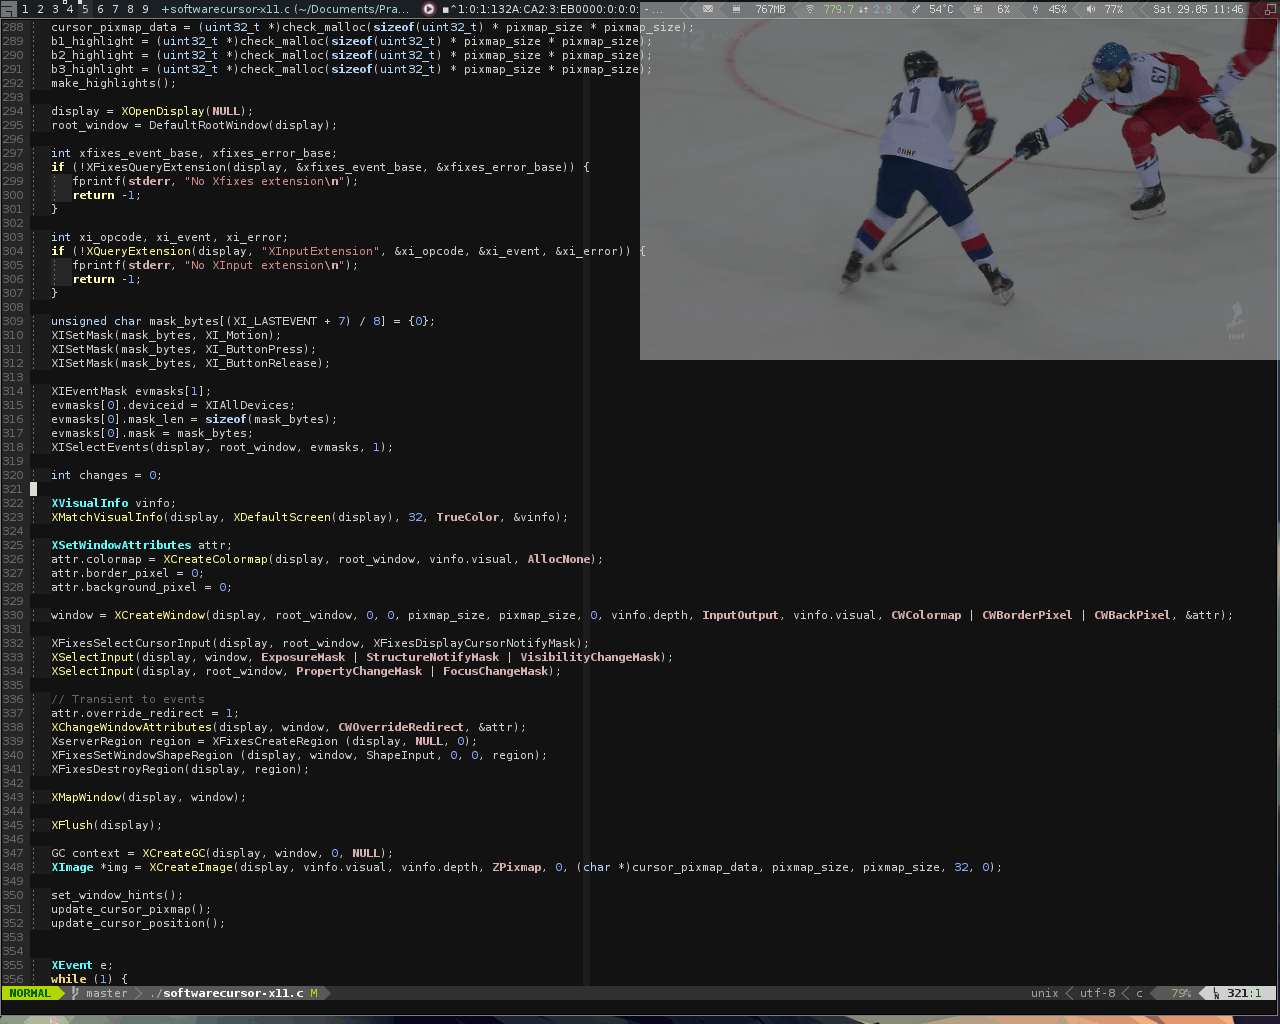 1 2 3 4 5 6 7 8 9 +softwarecursor-x11.c (~/Documents/Pra... ■^1:0:1:132A:CA2:3:EB0000:0:0:0: -... 767MB 779.7 2.9 54°C 6% 45% 77% Sat 29.05 11:46
288 cursor_pixmap_data = (uint32_t *)check_malloc(sizeof(uint32_t) * pixmap_size * pixmap_size);
289 b1_highlight = (uint32_t *)check_malloc(sizeof(uint32_t) * pixmap_size * pixmap_size);
290 b2_highlight = (uint32_t *)check_malloc(sizeof(uint32_t) * pixmap_size * pixmap_size);
291 b3_highlight = (uint32_t *)check_malloc(sizeof(uint32_t) * pixmap_size * pixmap_size);
292 make_highlights();
293
294 display = XOpenDisplay(NULL);
295 root_window = DefaultRootWindow(display);
296
297 int xfixes_event_base, xfixes_error_base;
298 if (!XFixesQueryExtension(display, &xfixes_event_base, &xfixes_error_base)) {
299 fprintf(stderr, "No Xfixes extension\n");
300 return -1;
301 }
302
303 int xi_opcode, xi_event, xi_error;
304 if (!XQueryExtension(display, "XInputExtension", &xi_opcode, &xi_event, &xi_error)) {
305 fprintf(stderr, "No XInput extension\n");
306 return -1;
307 }
308
309 unsigned char mask_bytes[(XI_LASTEVENT + 7) / 8] = {0};
310 XISetMask(mask_bytes, XI_Motion);
311 XISetMask(mask_bytes, XI_ButtonPress);
312 XISetMask(mask_bytes, XI_ButtonRelease);
313
314 XIEventMask evmasks[1];
315 evmasks[0].deviceid = XIAllDevices;
316 evmasks[0].mask_len = sizeof(mask_bytes);
317 evmasks[0].mask = mask_bytes;
318 XISelectEvents(display, root_window, evmasks, 1);
319
320 int changes = 0;
321
322 XVisualInfo vinfo;
323 XMatchVisualInfo(display, XDefaultScreen(display), 32, TrueColor, &vinfo);
324
325 XSetWindowAttributes attr;
326 attr.colormap = XCreateColormap(display, root_window, vinfo.visual, AllocNone);
327 attr.border_pixel = 0;
328 attr.background_pixel = 0;
329
330 window = XCreateWindow(display, root_window, 0, 0, pixmap_size, pixmap_size, 0, vinfo.depth, InputOutput, vinfo.visual, CWColormap | CWBorderPixel | CWBackPixel, &attr);
331
332 XFixesSelectCursorInput(display, root_window, XFixesDisplayCursorNotifyMask);
333 XSelectInput(display, window, ExposureMask | StructureNotifyMask | VisibilityChangeMask);
334 XSelectInput(display, root_window, PropertyChangeMask | FocusChangeMask);
335
336 // Transient to events
337 attr.override_redirect = 1;
338 XChangeWindowAttributes(display, window, CWOverrideRedirect, &attr);
339 XserverRegion region = XFixesCreateRegion (display, NULL, 0);
340 XFixesSetWindowShapeRegion (display, window, ShapeInput, 0, 0, region);
341 XFixesDestroyRegion(display, region);
342
343 XMapWindow(display, window);
344
345 XFlush(display);
346
347 GC context = XCreateGC(display, window, 0, NULL);
348 XImage *img = XCreateImage(display, vinfo.visual, vinfo.depth, ZPixmap, 0, (char *)cursor_pixmap_data, pixmap_size, pixmap_size, 32, 0);
349
350 set_window_hints();
351 update_cursor_pixmap();
352 update_cursor_position();
353
354
355 XEvent e;
356 while (1) {
NORMAL master ./softwarecursor-x11.c M unix utf-8 c 79% 321:1
67
IIHF